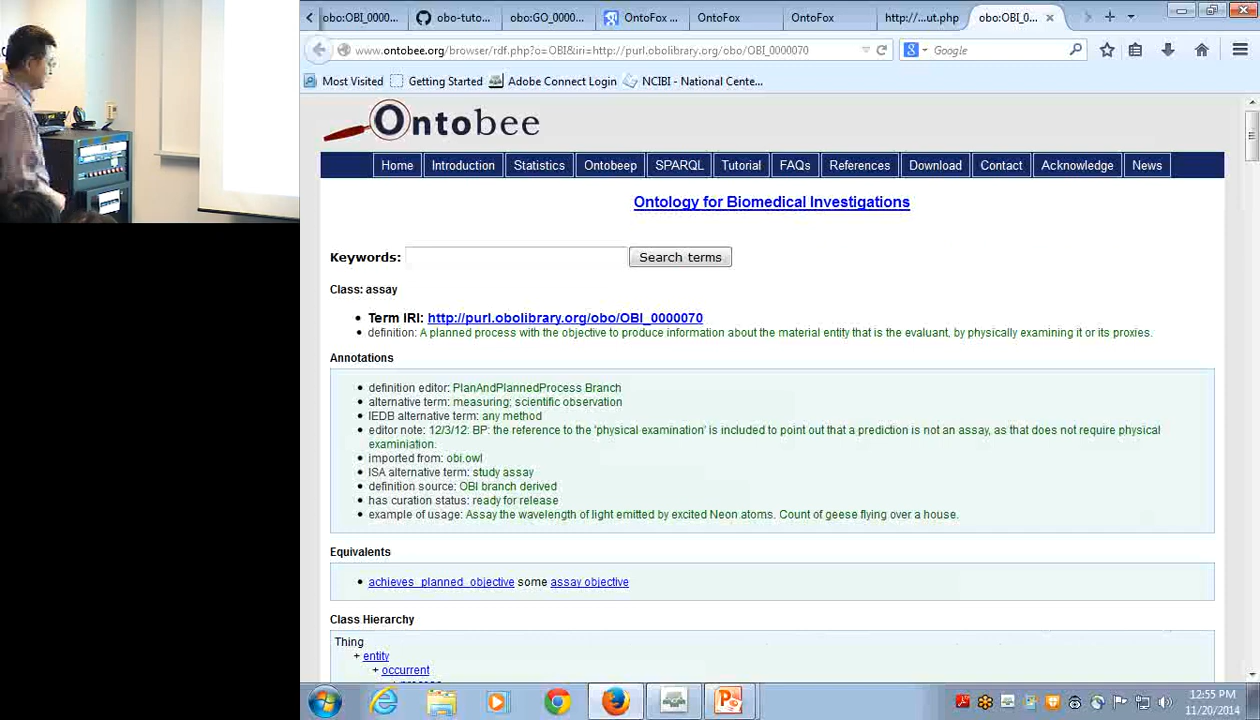 obo:OBI_0000...
obo-tuto...
obo:GO_0000...
OntoFox ...
OntoFox
OntoFox
http://...ut.php
obo:OBI_0...
www.ontobee.org/browser/rdf.php?o=OBI&iri=http://purl.obolibrary.org/obo/OBI_0000070
Google
Most Visited
Getting Started
Adobe Connect Login
NCIBI - National Cente...
Ontobee
Home
Introduction
Statistics
Ontobeep
SPARQL
Tutorial
FAQs
References
Download
Contact
Acknowledge
News
Ontology for Biomedical Investigations
Keywords:
Search terms
Class: assay
Term IRI: http://purl.obolibrary.org/obo/OBI_0000070
definition: A planned process with the objective to produce information about the material entity that is the evaluant, by physically examining it or its proxies.
Annotations
definition editor: PlanAndPlannedProcess Branch
alternative term: measuring; scientific observation
IEDB alternative term: any method
editor note: 12/3/12: BP: the reference to the 'physical examination' is included to point out that a prediction is not an assay, as that does not require physical
examiniation.
imported from: obi.owl
ISA alternative term: study assay
definition source: OBI branch derived
has curation status: ready for release
example of usage: Assay the wavelength of light emitted by excited Neon atoms. Count of geese flying over a house.
Equivalents
achieves_planned_objective some assay objective
Class Hierarchy
Thing
+ entity
+ occurrent
12:55 PM
11/20/2014